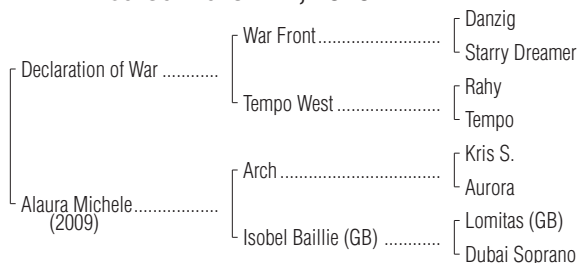 Danzig
War Front
Starry Dreamer
Declaration of War
Rahy
Tempo West
Tempo
Kris S.
Arch
Aurora
Alaura Michele
(2009)
Lomitas (GB)
Isobel Baillie (GB)
Dubai Soprano